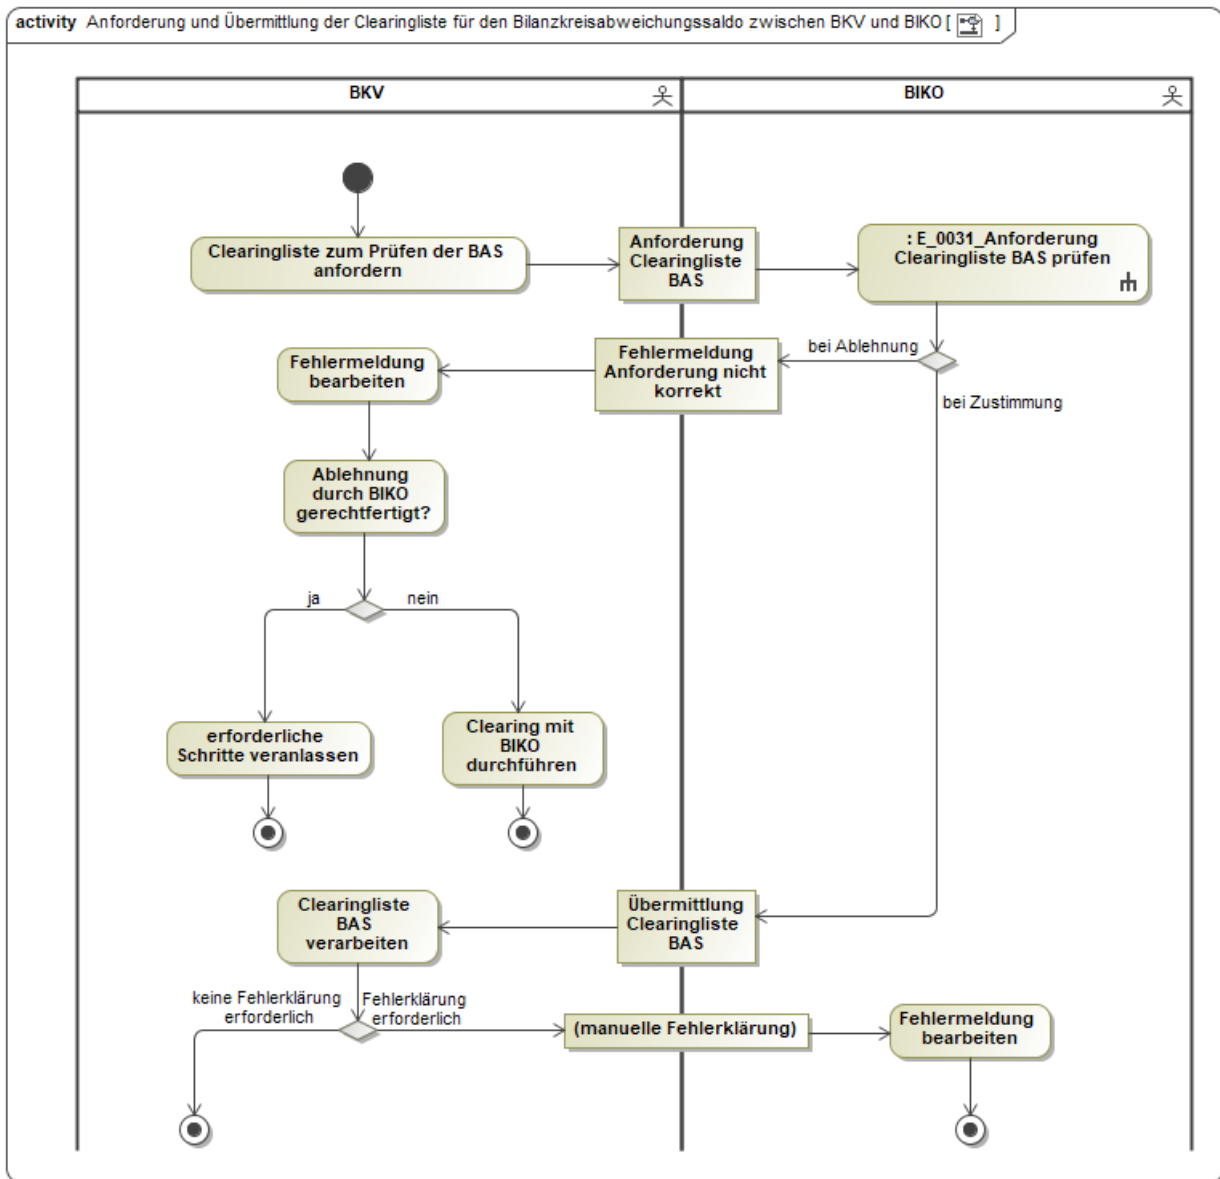 activity Anforderung und Übermittlung der Clearingliste für den Bilanzkreisabweichungssaldo zwischen BKV und BIKO [ ]
BKV
BIKO
Clearingliste zum Prüfen der BAS
anfordern
Anforderung
Clearingliste
BAS
: E_0031_Anforderung
Clearingliste BAS prüfen
bei Ablehnung
Fehlermeldung
Anforderung nicht
korrekt
Fehlermeldung
bearbeiten
bei Zustimmung
Ablehnung
durch BIKO
gerechtfertigt?
ja
nein
erforderliche
Schritte veranlassen
Clearing mit
BIKO
durchführen
Clearingliste
BAS
verarbeiten
Übermittlung
Clearingliste
BAS
keine Fehlerklärung
erforderlich
Fehlerklärung
erforderlich
(manuelle Fehlerklärung)
Fehlermeldung
bearbeiten